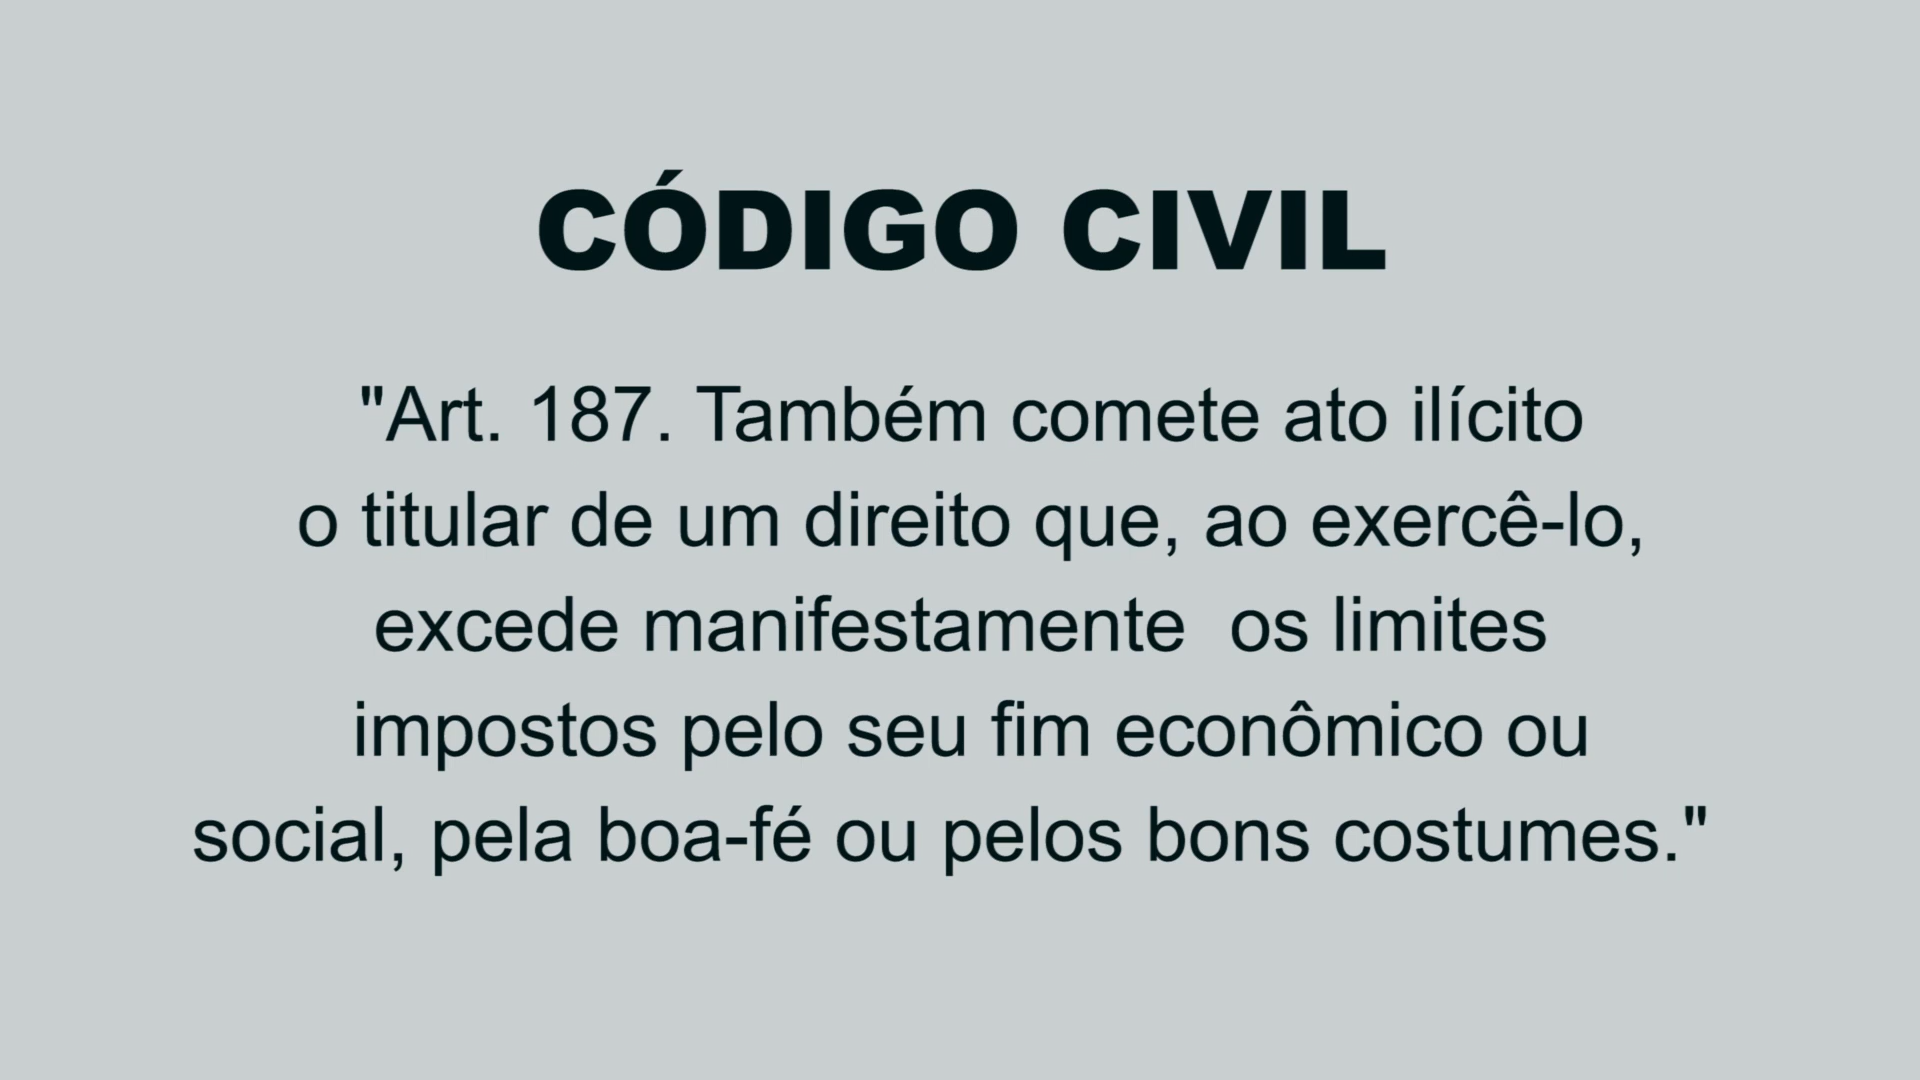 CÓDIGO CIVIL
"Art. 187. Também comete ato ilícito
o titular de um direito que, ao exercê-lo,
excede manifestamente  os limites
impostos pelo seu fim econômico ou
social, pela boa-fé ou pelos bons costumes."